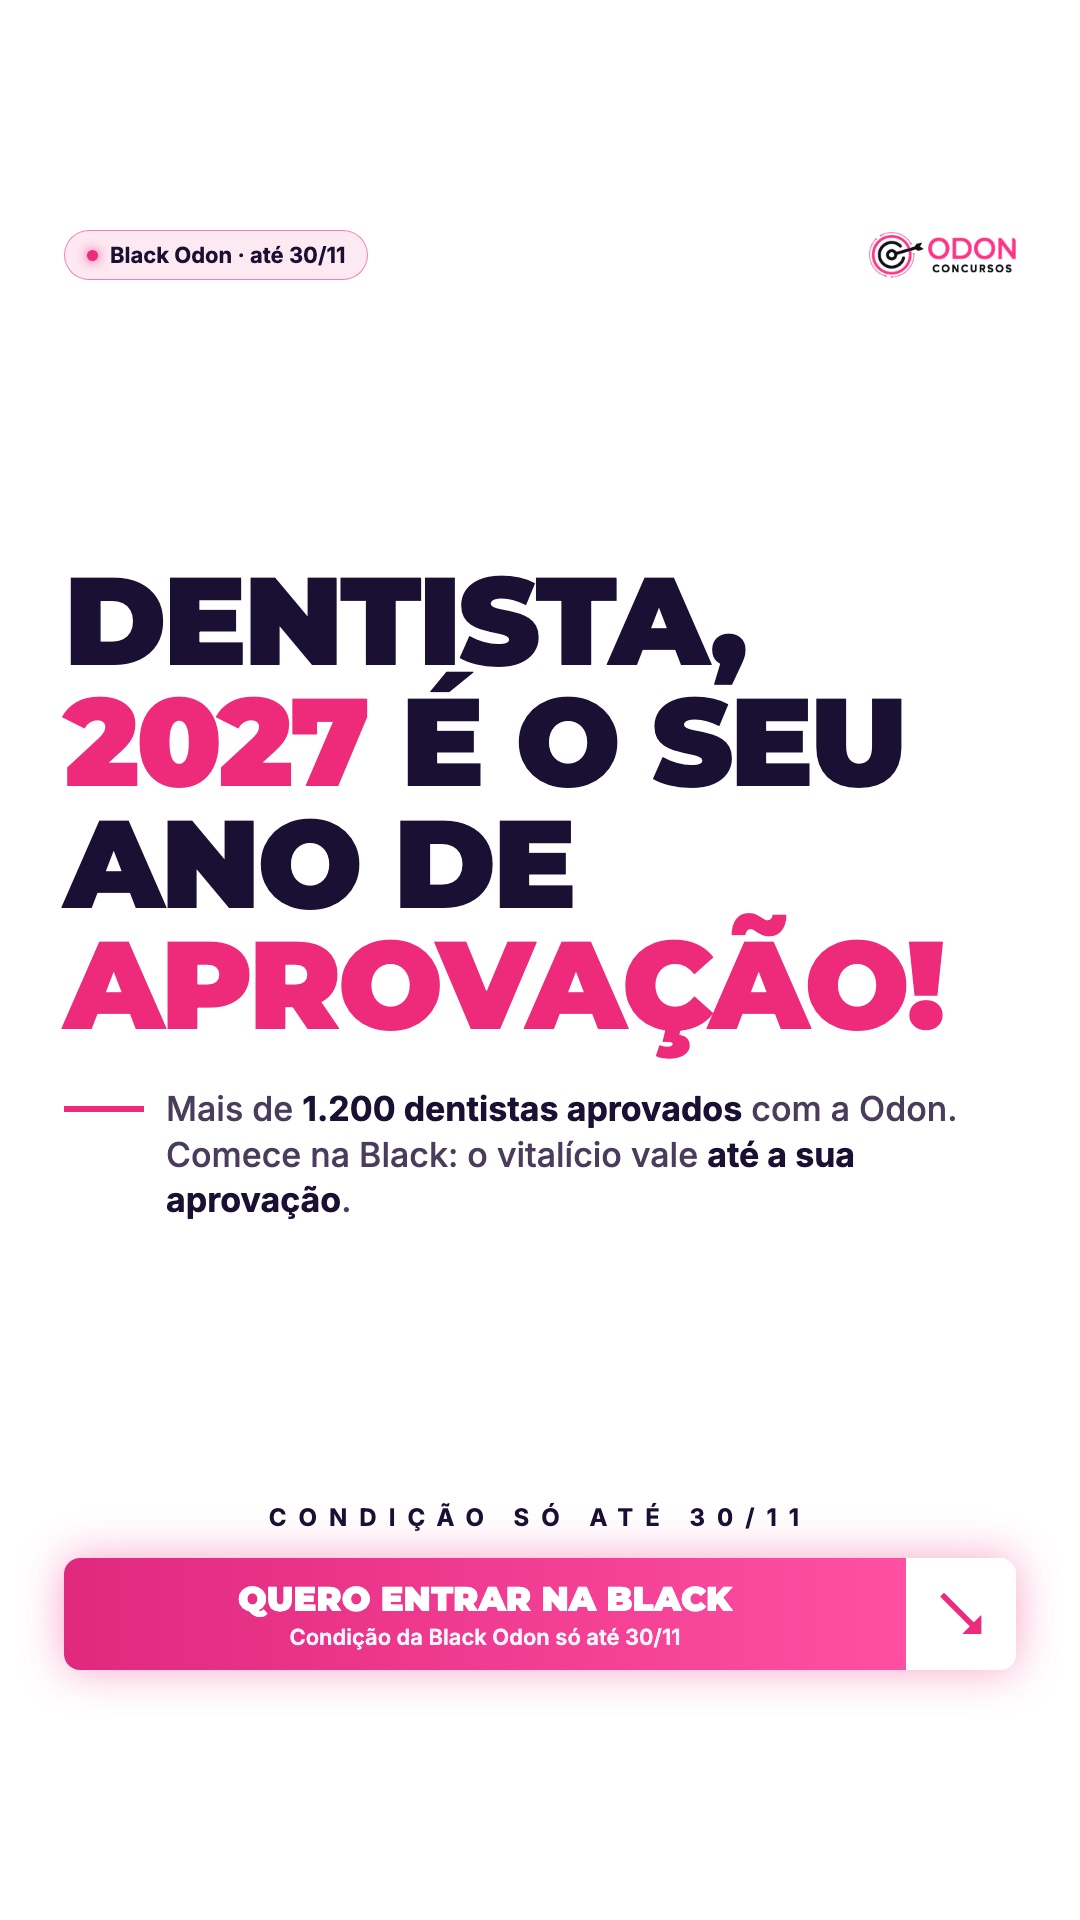 Black Odon · até 30/11
ODON
CONCURSOS
DENTISTA,
2027 É O SEU
ANO DE
APROVAÇÃO!
Mais de 1.200 dentistas aprovados com a Odon.
Comece na Black: o vitalício vale até a sua
aprovação.
CONDIÇÃO SÓ ATÉ 30/11
QUERO ENTRAR NA BLACK
Condição da Black Odon só até 30/11